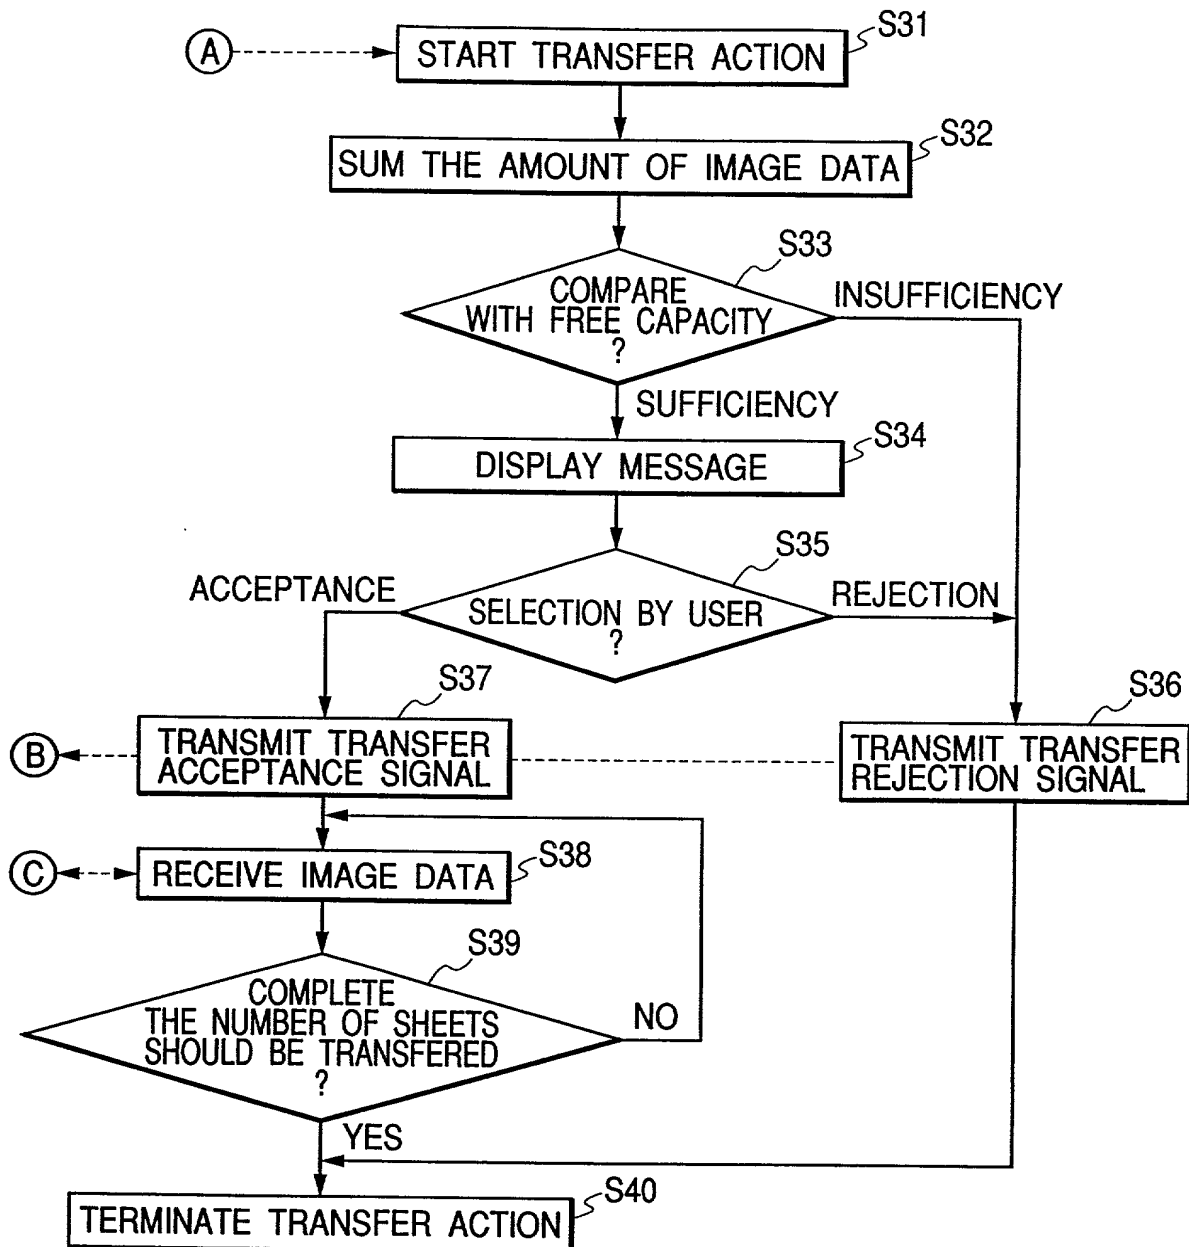 S31
A
START TRANSFER ACTION
S32
SUM THE AMOUNT OF IMAGE DATA
S33
COMPARE
WITH FREE CAPACITY
?
INSUFFICIENCY
SUFFICIENCY
S34
DISPLAY MESSAGE
S35
ACCEPTANCE
REJECTION
SELECTION BY USER
?
S37
S36
B
TRANSMIT TRANSFER
ACCEPTANCE SIGNAL
TRANSMIT TRANSFER
REJECTION SIGNAL
S38
C
RECEIVE IMAGE DATA
S39
COMPLETE
THE NUMBER OF SHEETS
SHOULD BE TRANSFERED
?
NO
YES
S40
TERMINATE TRANSFER ACTION